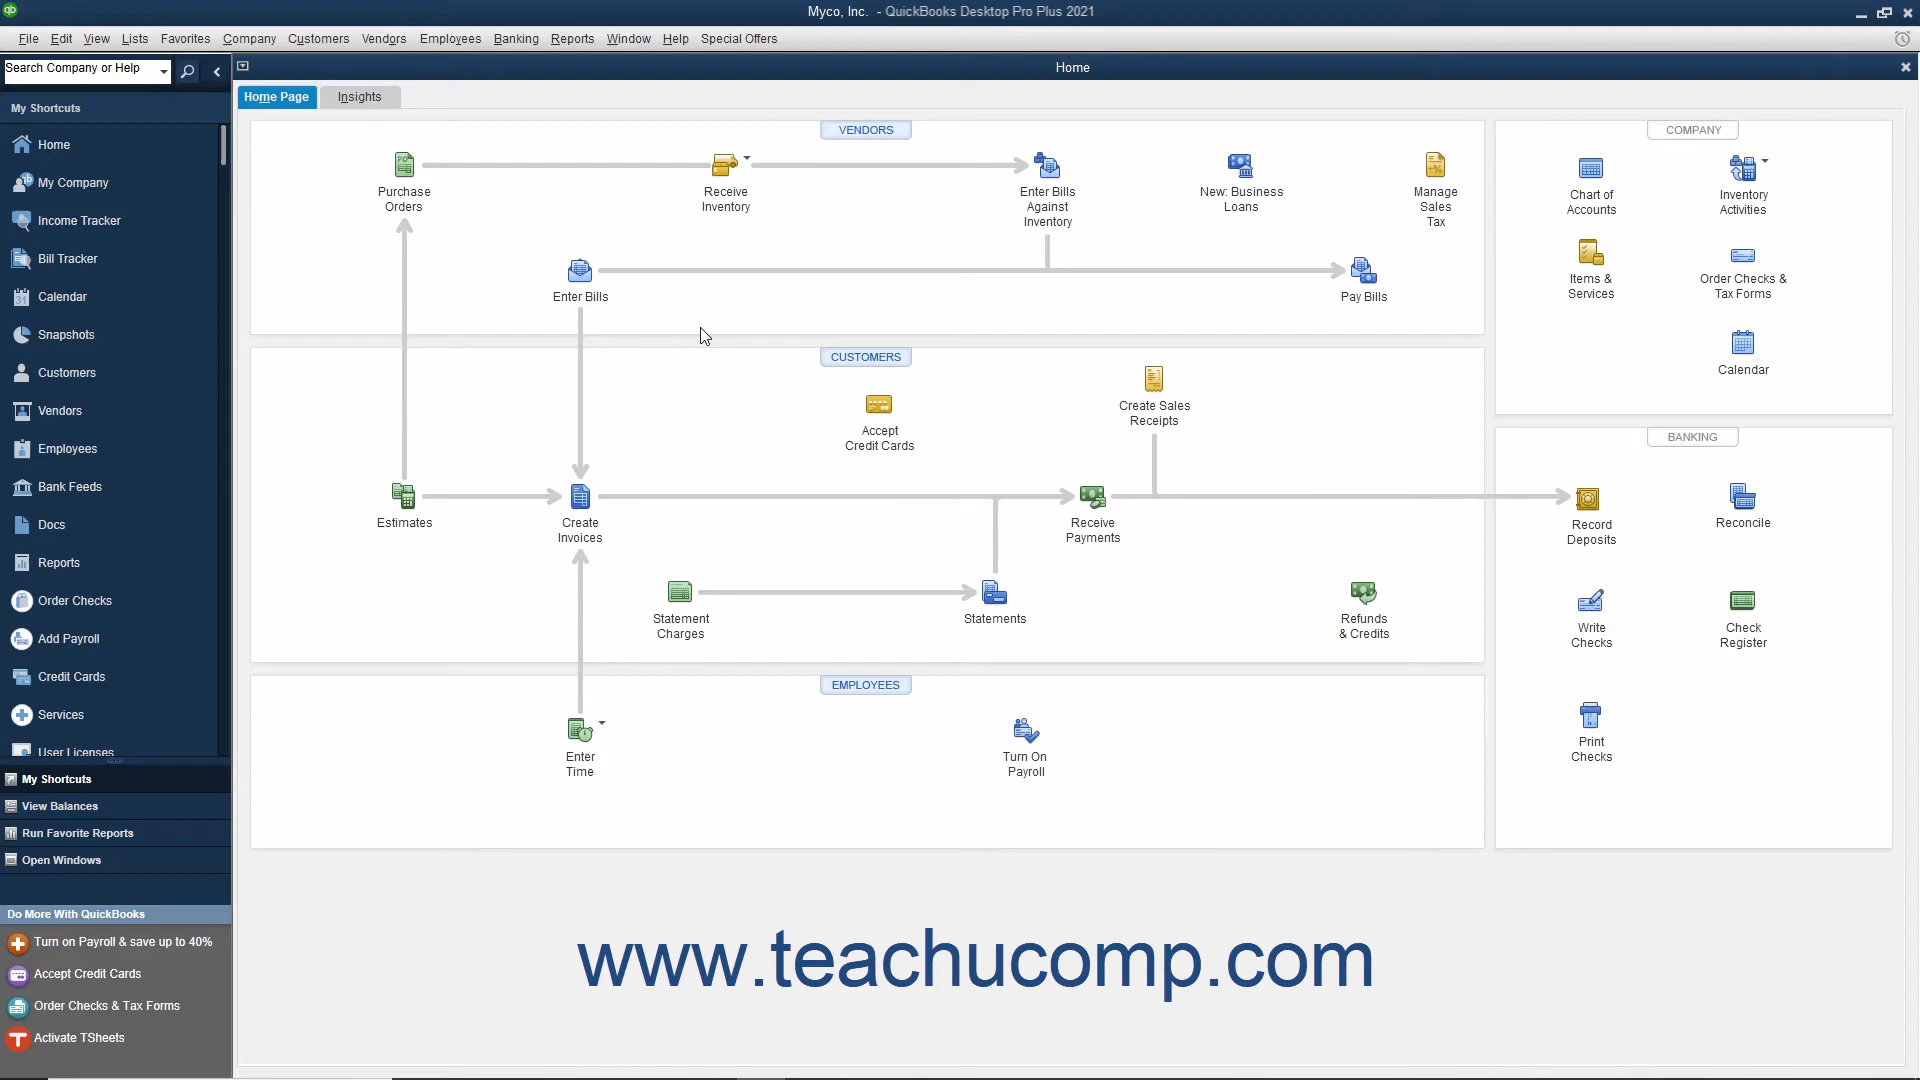 Myco, Inc. - QuickBooks Desktop Pro Plus 2021
File Edit View Lists Favorites Company Customers Vendors Employees Banking Reports Window Help Special Offers
Search Company or Help
Home
Home Page
Insights
My Shortcuts
Home
My Company
Income Tracker
Bill Tracker
Calendar
Snapshots
Customers
Vendors
Employees
Bank Feeds
Docs
Reports
Order Checks
Add Payroll
Credit Cards
Services
User Licenses
My Shortcuts
View Balances
Run Favorite Reports
Open Windows
Do More With QuickBooks
Turn on Payroll & save up to 40%
Accept Credit Cards
Order Checks & Tax Forms
Activate TSheets
VENDORS
Purchase
Orders
Receive
Inventory
Enter Bills
Against
Inventory
New: Business
Loans
Manage
Sales
Tax
Enter Bills
Pay Bills
CUSTOMERS
Accept
Credit Cards
Create Sales
Receipts
Estimates
Create
Invoices
Receive
Payments
Statement
Charges
Statements
Refunds
& Credits
EMPLOYEES
Enter
Time
Turn On
Payroll
COMPANY
Chart of
Accounts
Inventory
Activities
Items &
Services
Order Checks &
Tax Forms
Calendar
BANKING
Record
Deposits
Reconcile
Write
Checks
Check
Register
Print
Checks
www.teachucomp.com